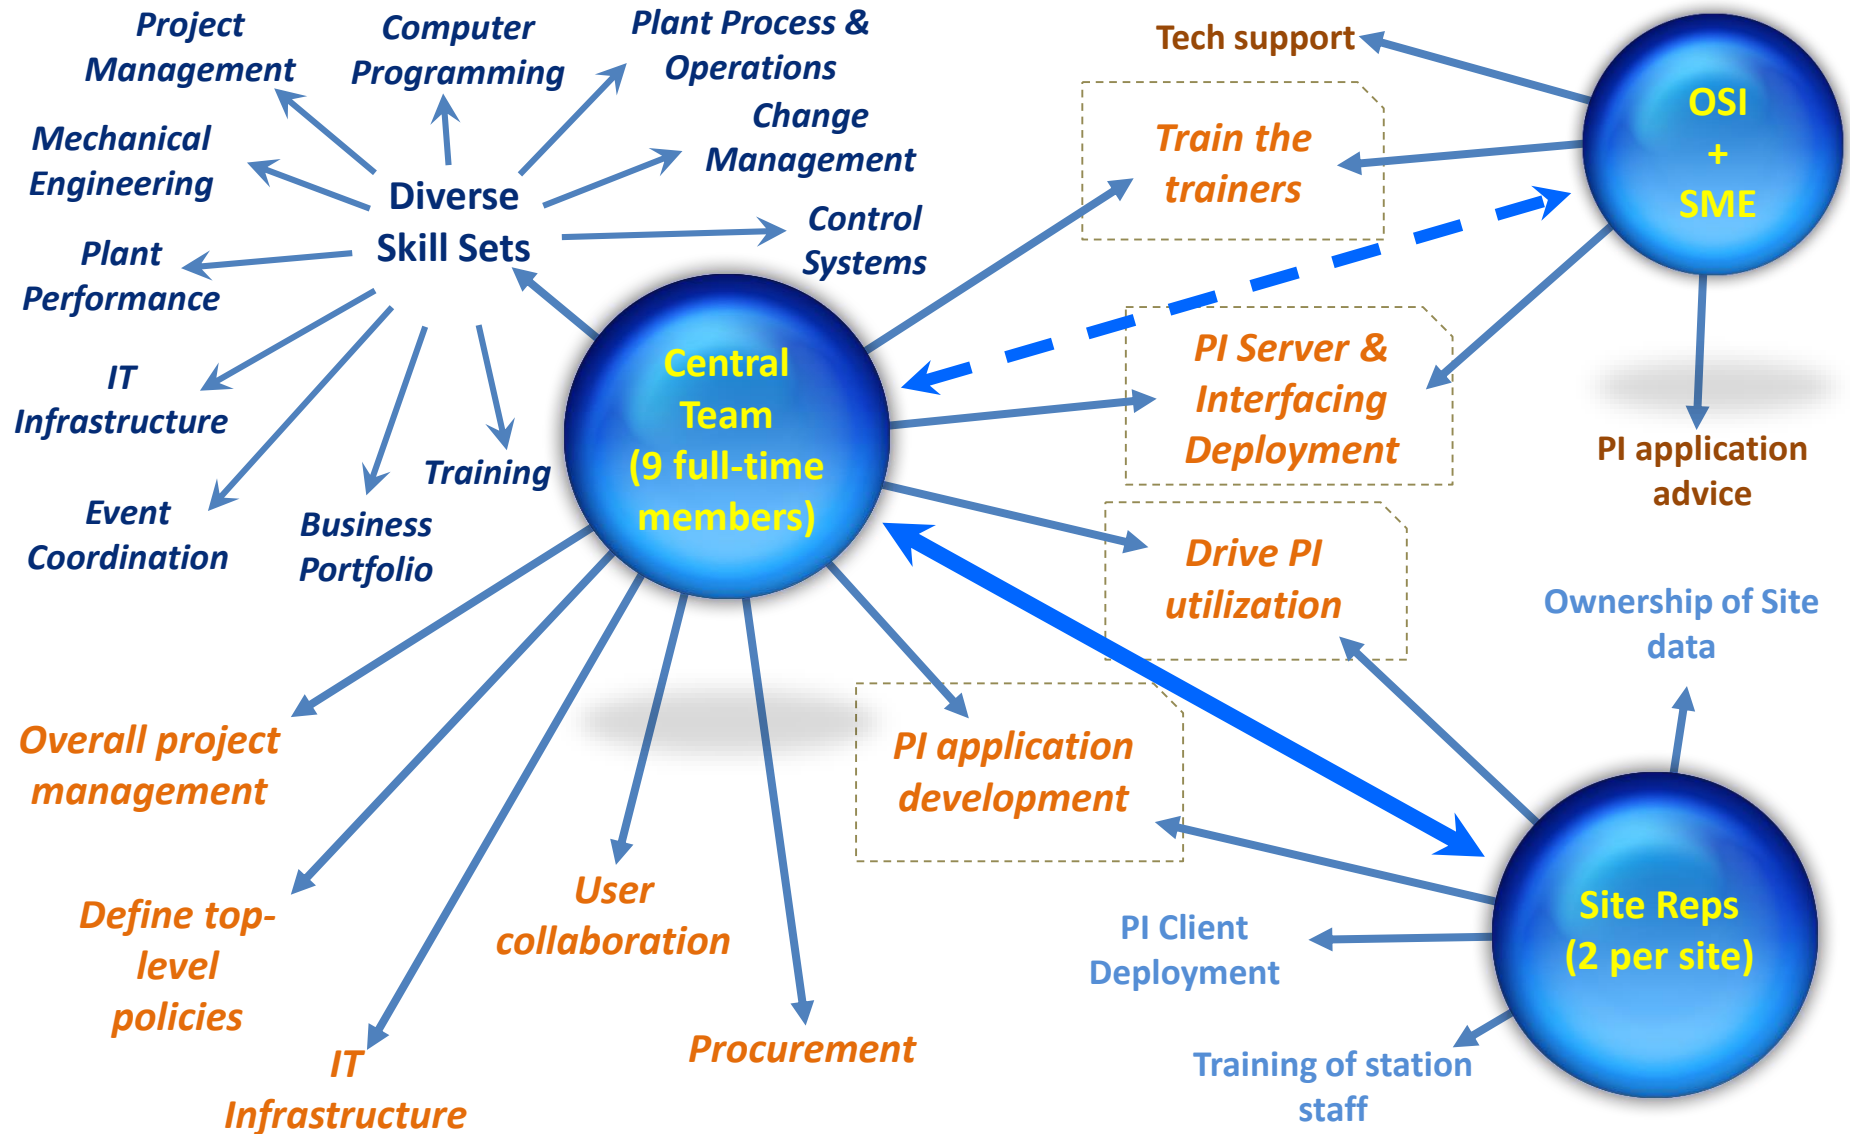 Project
Management
Computer
Programming
Plant Process &
Operations
Change
Management
Mechanical
Engineering
Diverse
Skill Sets
Control
Systems
Plant
Performance
IT
Infrastructure
Event
Coordination
Business
Portfolio
Training
Central
Team
(9 full-time
members)
Tech support
OSI
+
SME
Train the
trainers
PI Server &
Interfacing
Deployment
PI application
advice
Drive PI
utilization
Ownership of Site
data
PI application
development
Overall project
management
Define top-
level
policies
IT
Infrastructure
User
collaboration
Procurement
Site Reps
(2 per site)
PI Client
Deployment
Training of station
staff